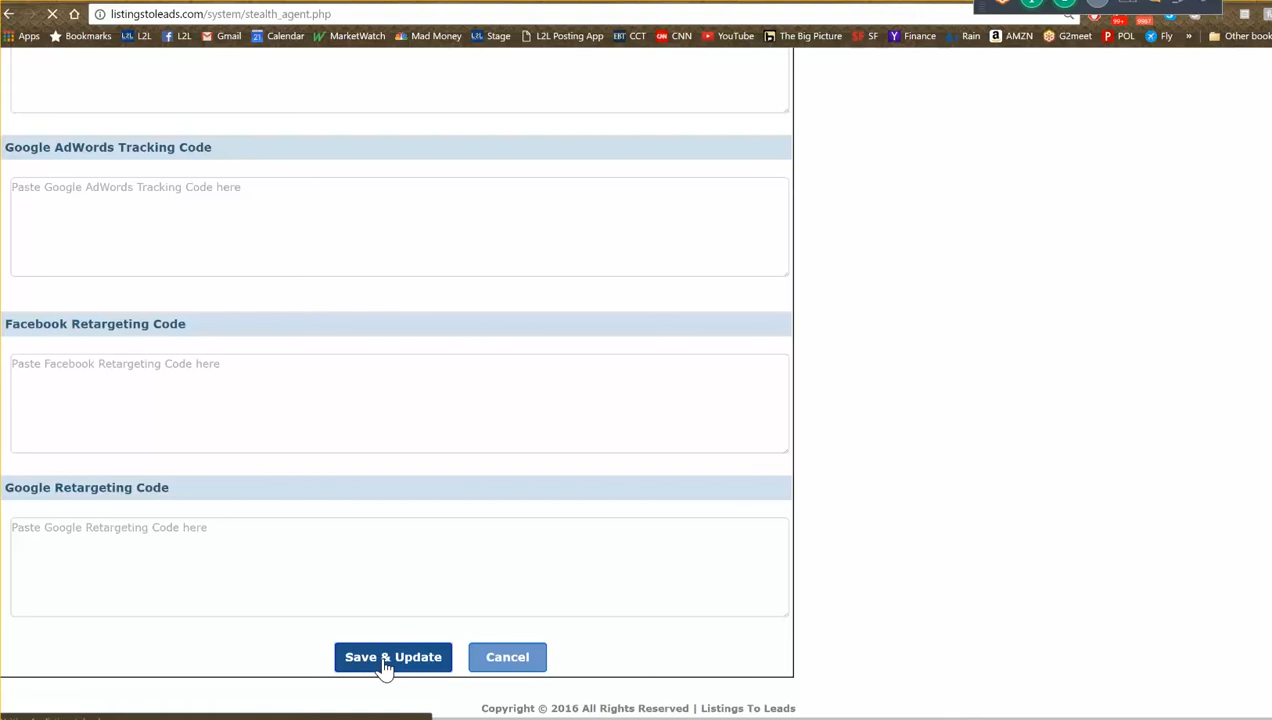 listingstoleads.com/system/stealth_agent.php
99+
9987
Apps Bookmarks L2L L2L Gmail Calendar MarketWatch Mad Money Stage L2L Posting App CCT CNN YouTube The Big Picture SF Finance Rain AMZN G2meet POL Fly » Other book
Google AdWords Tracking Code
Paste Google AdWords Tracking Code here
Facebook Retargeting Code
Paste Facebook Retargeting Code here
Google Retargeting Code
Paste Google Retargeting Code here
Save & Update Cancel
Copyright © 2016 All Rights Reserved | Listings To Leads